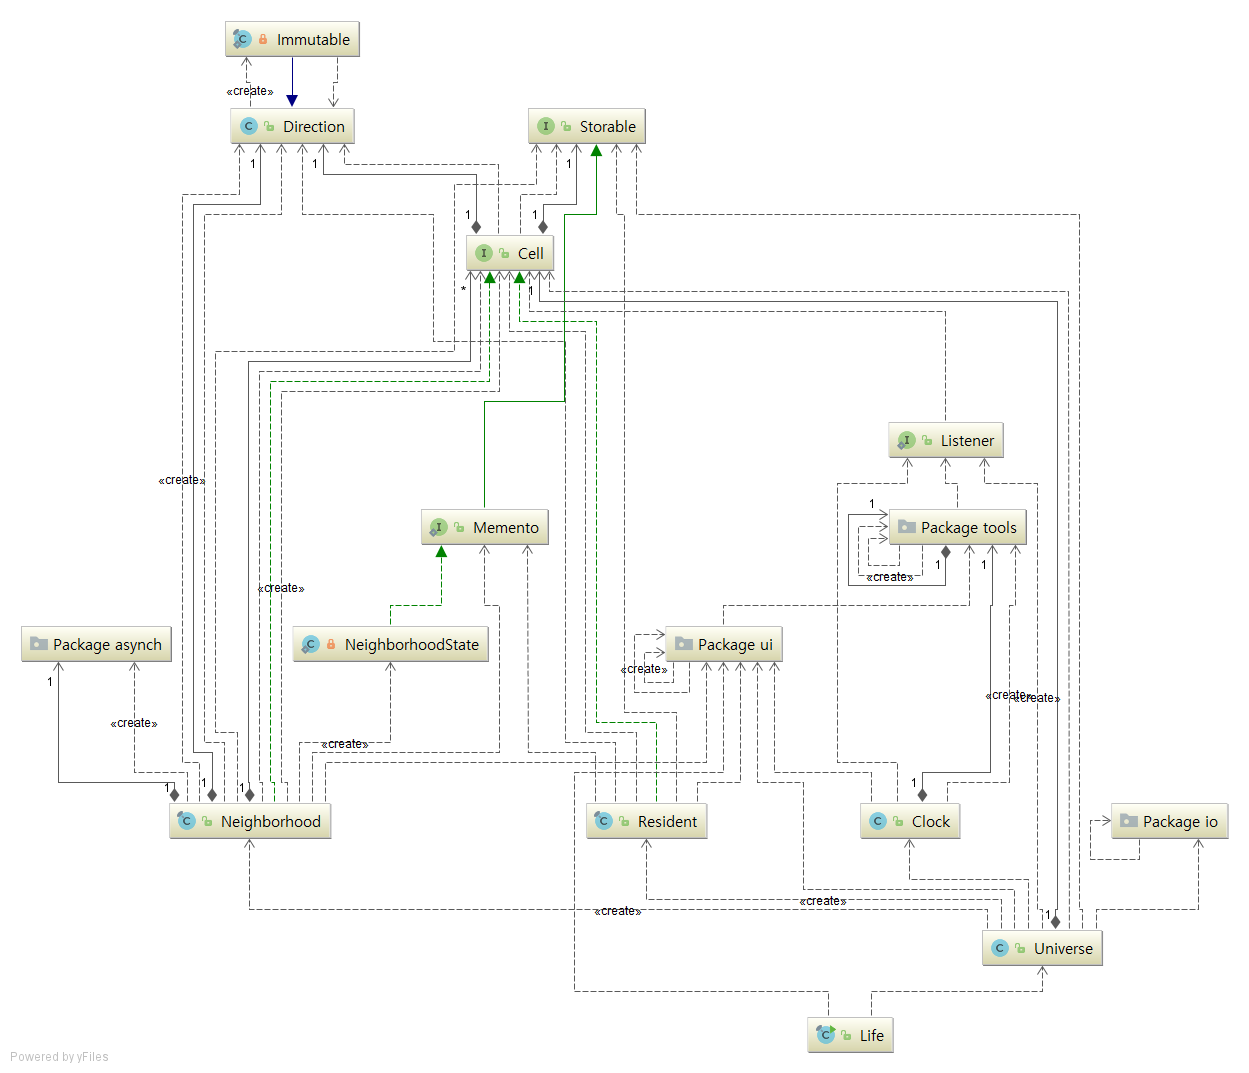 Immutable
«create»
Direction
Storable
1
1
1
1
1
Cell
*
1
Listener
«create»
1
Memento
Package tools
1
1
«create»
«create»
Package asynch
NeighborhoodState
Package ui
«create»
1
«create»
«create»
«create»
«create»
1
1
1
1
Neighborhood
Resident
Clock
Package io
«create»
«create»
1
Universe
Life
Powered by yFiles